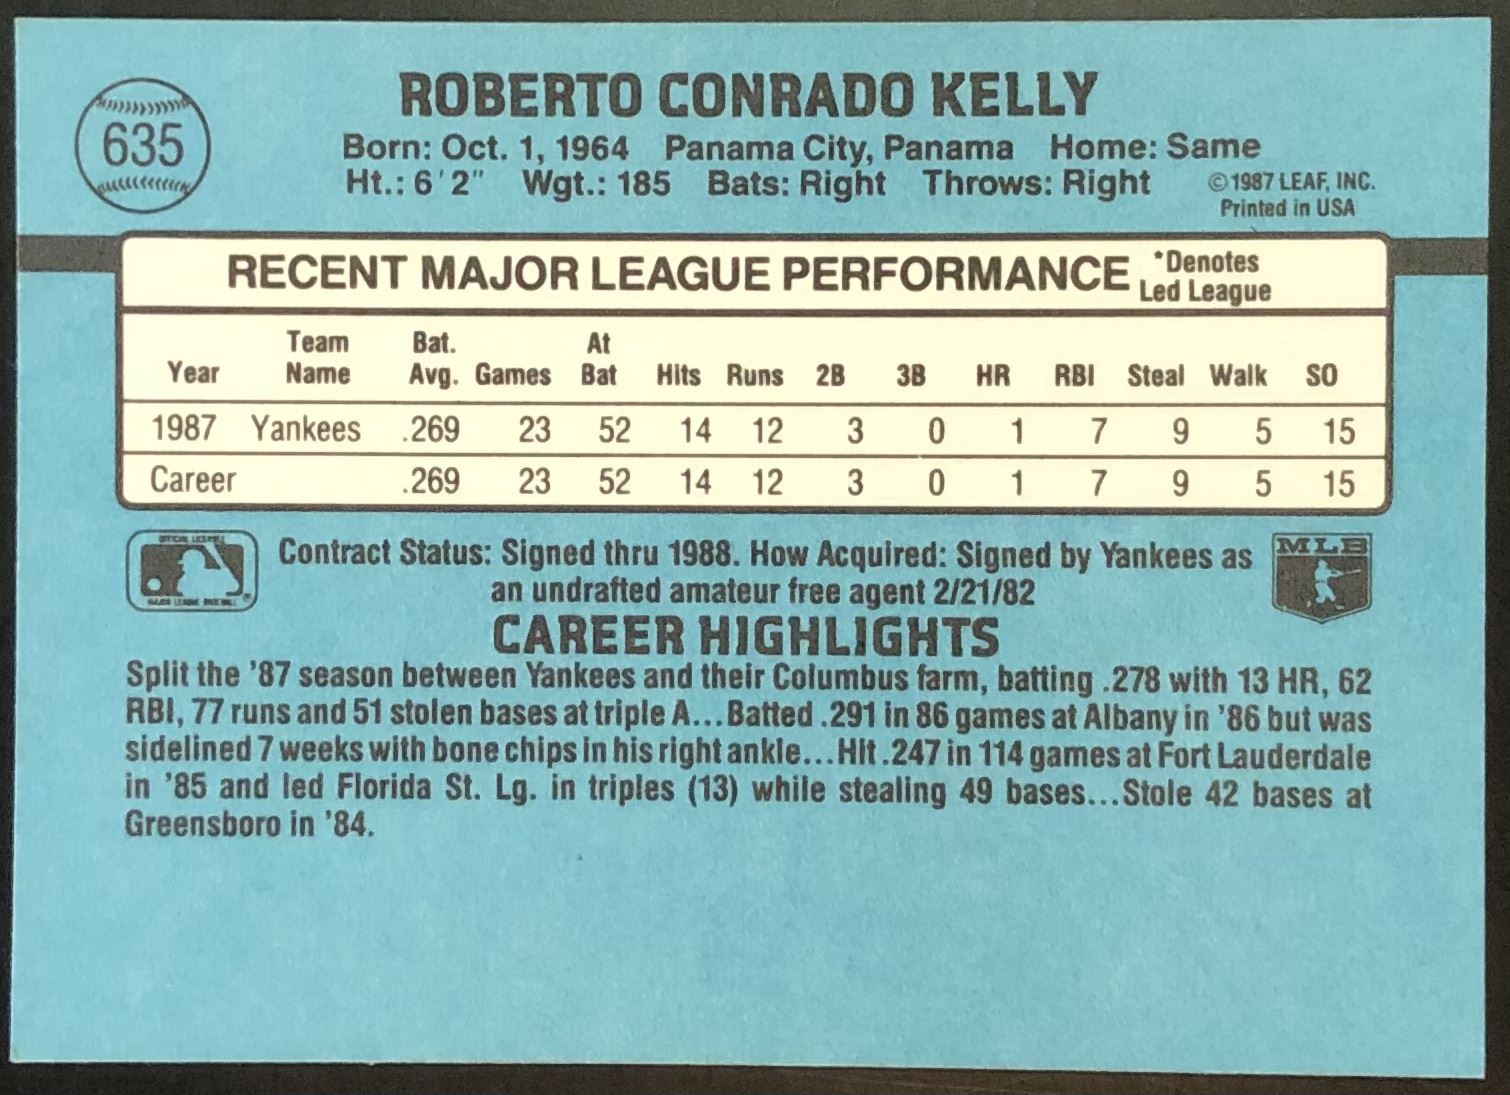 635
ROBERTO CONRADO KELLY
Born: Oct. 1, 1964 Panama City, Panama Home: Same
Ht.: 6'2" Wgt.: 185 Bats: Right Throws: Right
©1987 LEAF, INC.
Printed in USA
RECENT MAJOR LEAGUE PERFORMANCE
*Denotes
Led League
Year Team Name Bat. Avg. Games At Bat Hits Runs 2B 3B HR RBI Steal Walk SO
1987 Yankees .269 23 52 14 12 3 0 1 7 9 5 15
Career .269 23 52 14 12 3 0 1 7 9 5 15
Contract Status: Signed thru 1988. How Acquired: Signed by Yankees as
an undrafted amateur free agent 2/21/82
MLB
CAREER HIGHLIGHTS
Split the '87 season between Yankees and their Columbus farm, batting .278 with 13 HR, 62
RBI, 77 runs and 51 stolen bases at triple A...Batted .291 in 86 games at Albany in '86 but was
sidelined 7 weeks with bone chips in his right ankle...Hit .247 in 114 games at Fort Lauderdale
in '85 and led Florida St. Lg. in triples (13) while stealing 49 bases...Stole 42 bases at
Greensboro in '84.